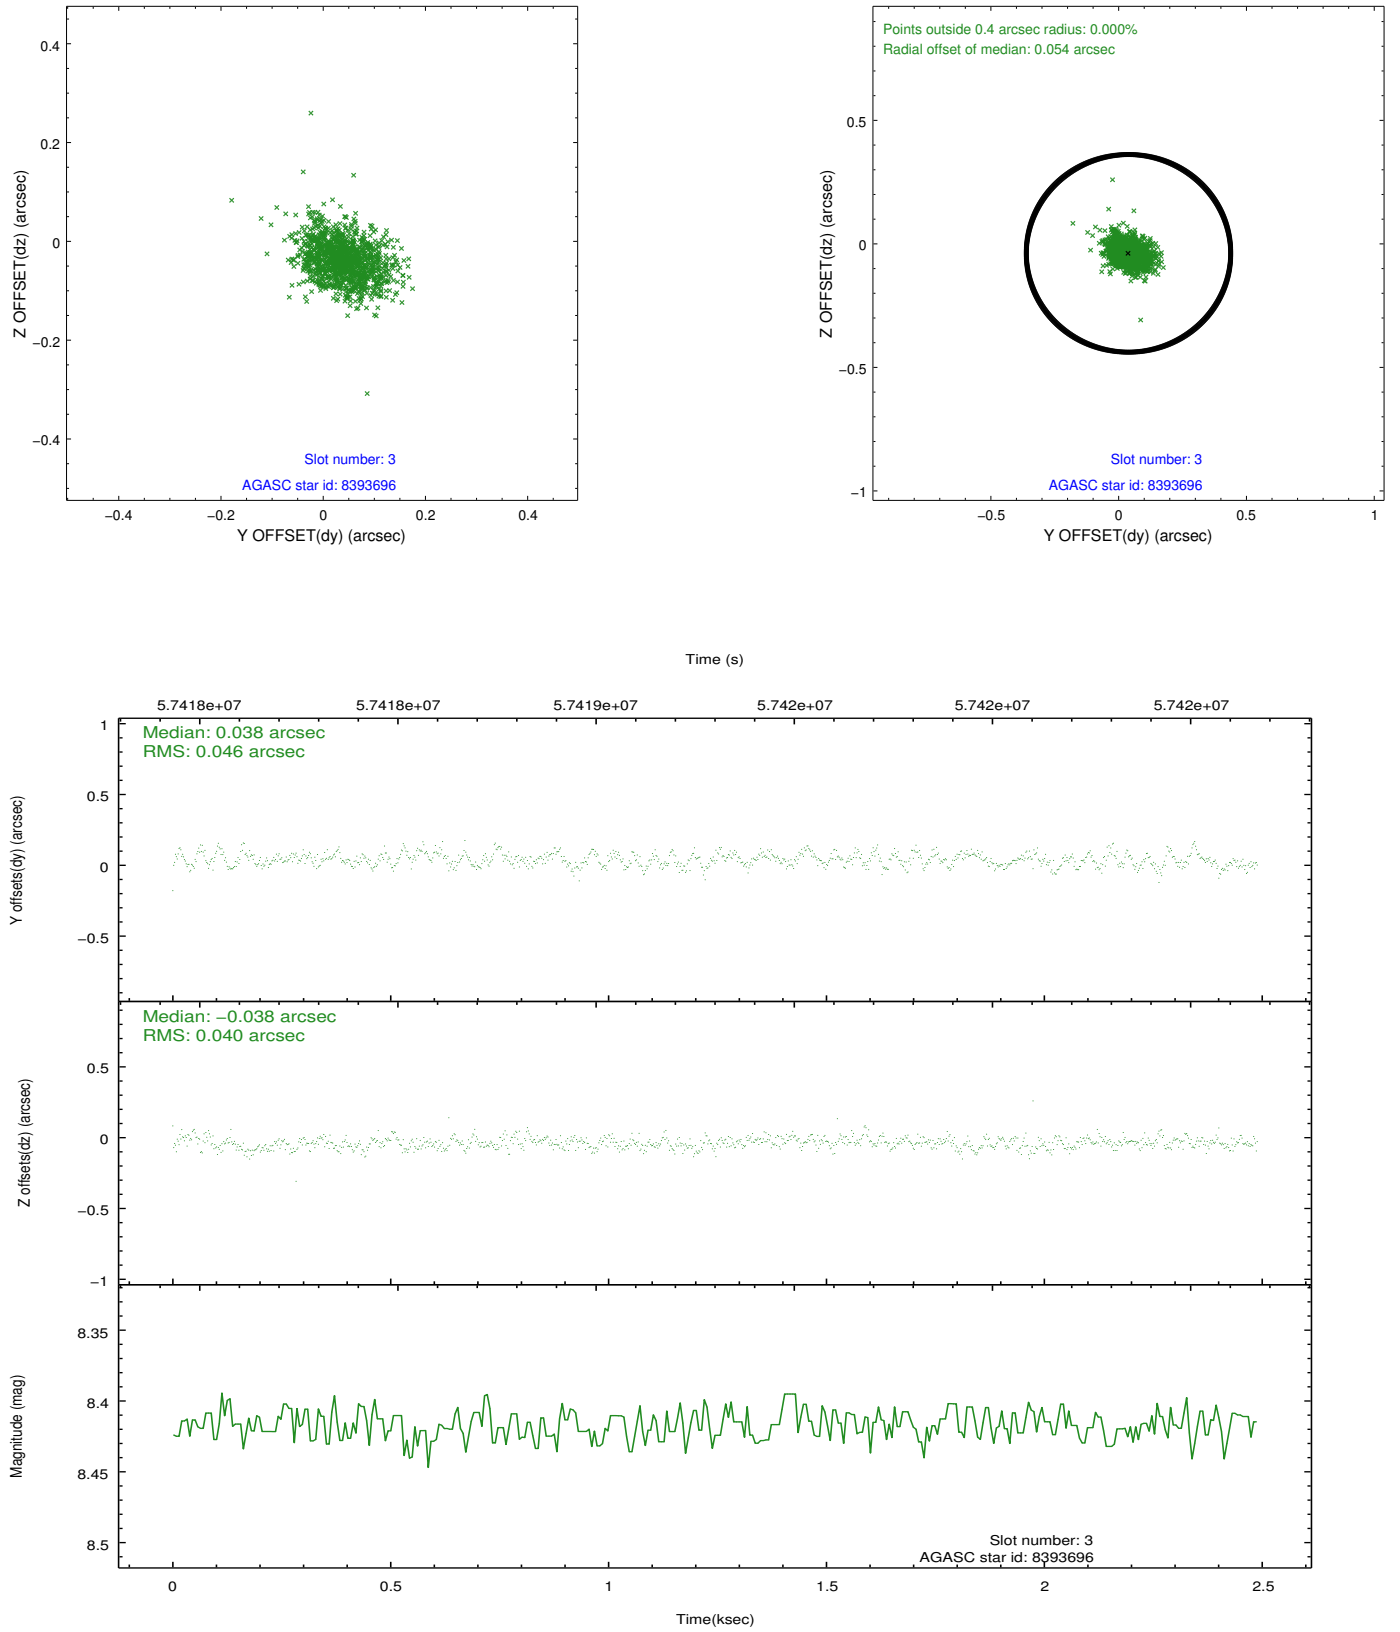 0.4
0.2
0
−0.2
−0.4
Z OFFSET(dz) (arcsec)
Slot number: 3
AGASC star id: 8393696
−0.4 −0.2 0 0.2 0.4
Y OFFSET(dy) (arcsec)
Points outside 0.4 arcsec radius: 0.000%
Radial offset of median: 0.054 arcsec
0.5
0
−0.5
−1
Z OFFSET(dz) (arcsec)
Slot number: 3
AGASC star id: 8393696
−0.5 0 0.5 1
Y OFFSET(dy) (arcsec)
Time (s)
5.7418e+07 5.7418e+07 5.7419e+07 5.742e+07 5.742e+07 5.742e+07
Median: 0.038 arcsec
RMS: 0.046 arcsec
1
0.5
0
−0.5
Y offsets(dy) (arcsec)
Median: −0.038 arcsec
RMS: 0.040 arcsec
0.5
0
−0.5
−1
Z offsets(dz) (arcsec)
8.35
8.4
8.45
8.5
Magnitude (mag)
Slot number: 3
AGASC star id: 8393696
0 0.5 1 1.5 2 2.5
Time(ksec)